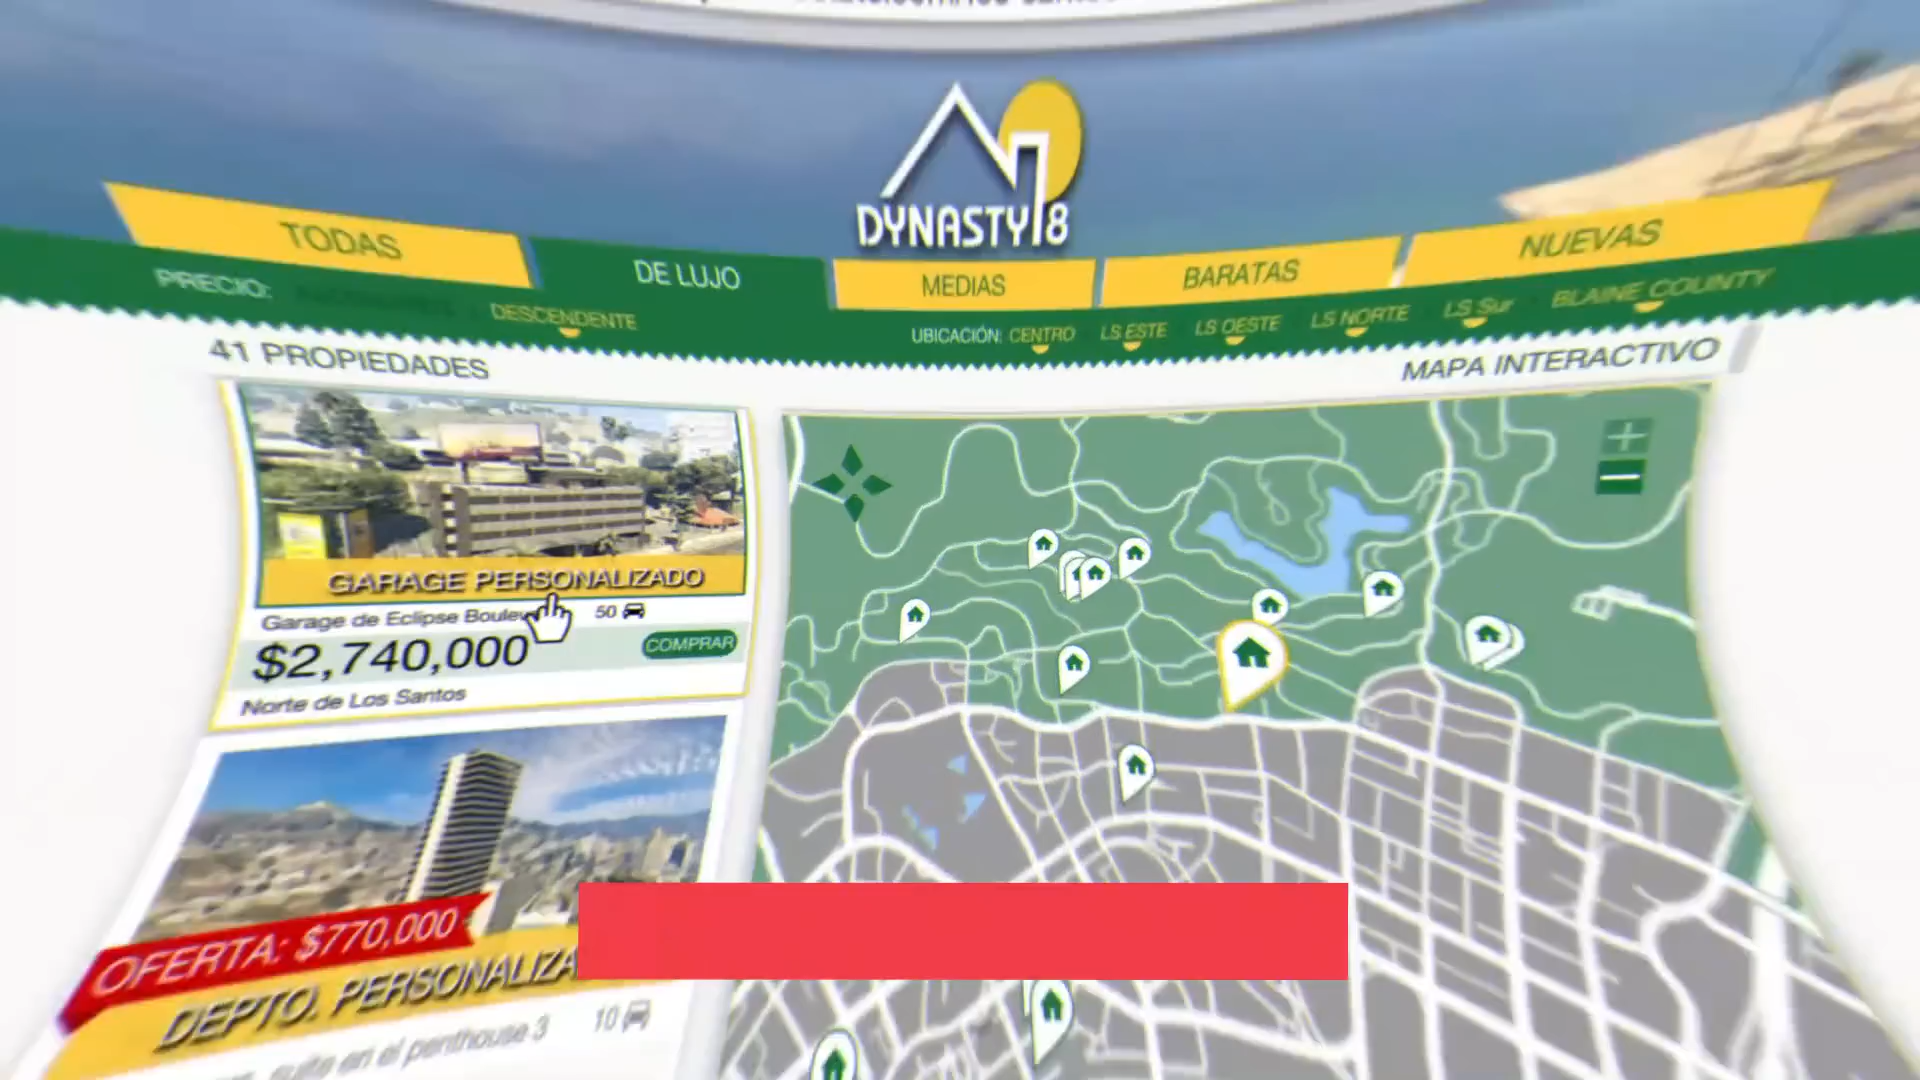 DYNASTY 8
TODAS
DE LUJO
MEDIAS
BARATAS
NUEVAS
PRECIO:
DESCENDENTE
UBICACIÓN: CENTRO LS ESTE LS OESTE LS NORTE LS Sur BLAINE COUNTY
41 PROPIEDADES
MAPA INTERACTIVO
GARAGE PERSONALIZADO
Garage de Eclipse
50
$2,740,000
COMPRAR
Norte de Los Santos
OFERTA: $770,000
DEPTO.
suite en el penthouse 3
10